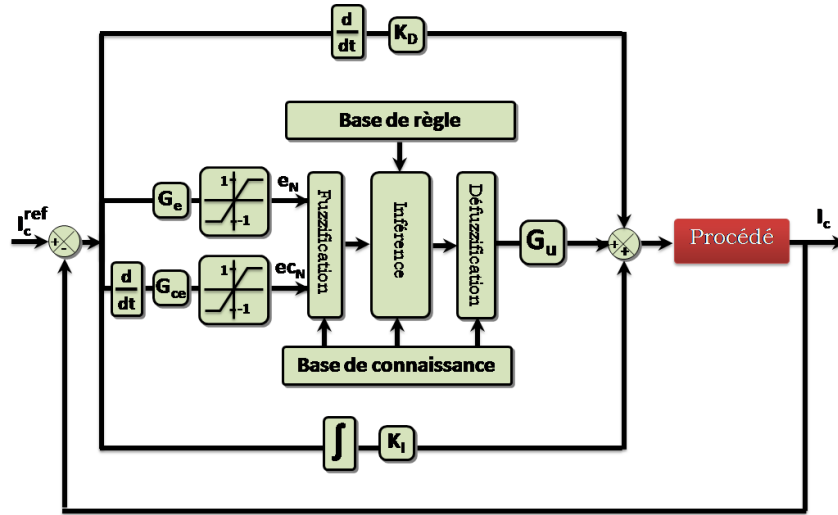 d
dt
K_D
Base de règle
G_e
1
-1
e_N
Fuzzification
Inférence
Défuzzification
I_c^ref
+
-
G_u
+
+
Procédé
I_c
d
dt
G_ce
1
-1
ec_N
Base de connaissance
∫
K_I